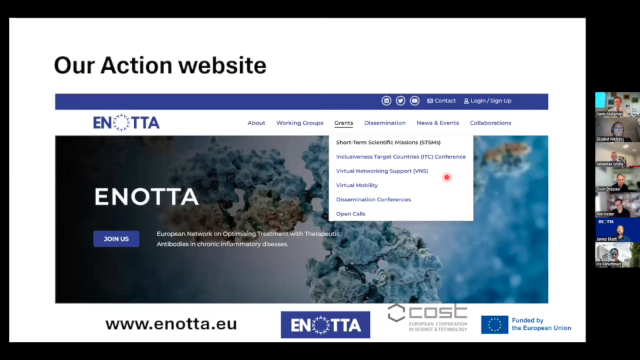 Our Action website
Contact
Login / Sign Up
ENOTTA
About
Working Groups
Grants
Dissemination
News & Events
Collaborations
Short-Term Scientific Missions (STSMs)
Inclusiveness Target Countries (ITC) Conference
Virtual Networking Support (VNS)
Virtual Mobility
Dissemination Conferences
Open Calls
ENOTTA
JOIN US
European Network on Optimising Treatment with Therapeutic
Antibodies in chronic inflammatory diseases.
www.enotta.eu
ENOTTA
cost
EUROPEAN COOPERATION
IN SCIENCE & TECHNOLOGY
Funded by
the European Union